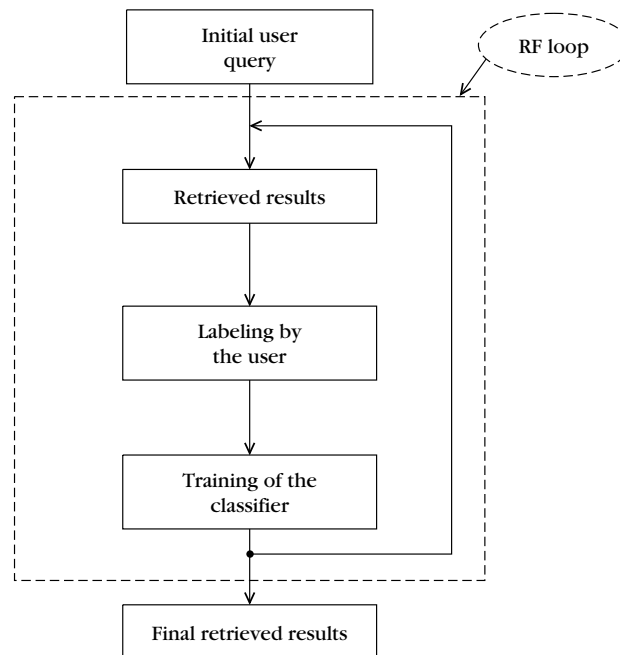 Initial user
query
RF loop
Retrieved results
Labeling by
the user
Training of the
classifier
Final retrieved results